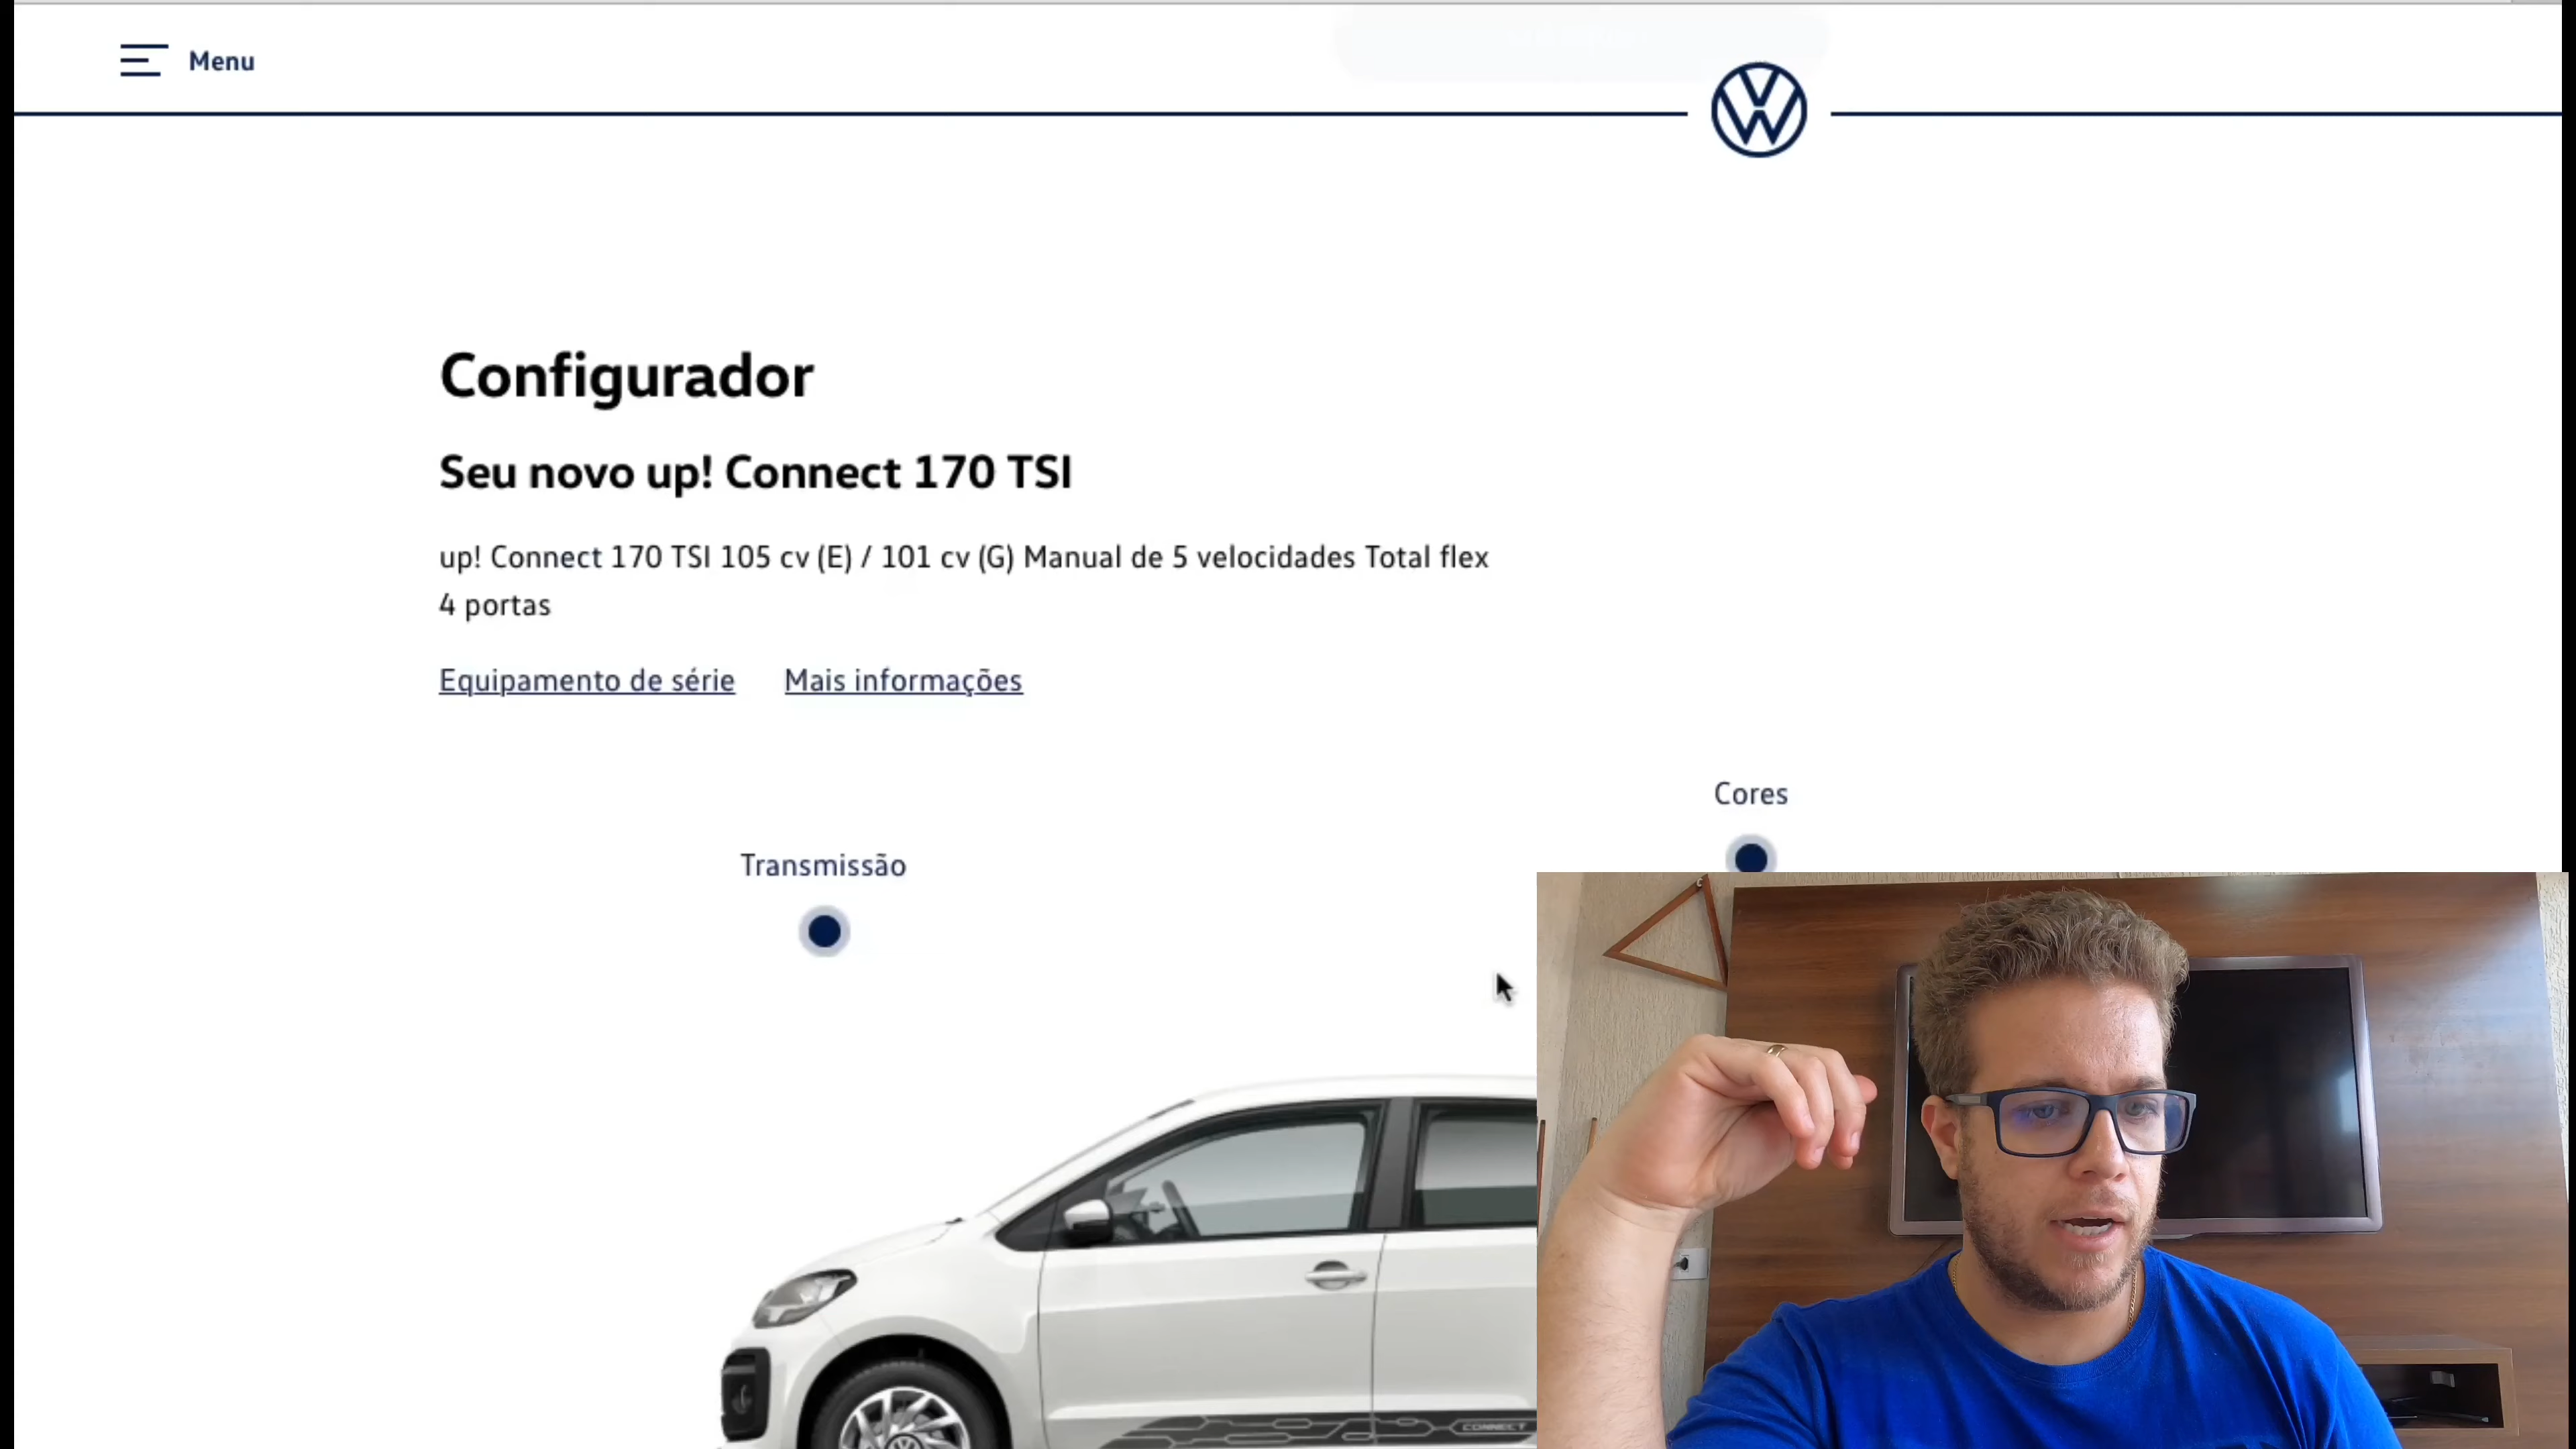 Menu
Configurador
Seu novo up! Connect 170 TSI
up! Connect 170 TSI 105 cv (E) / 101 cv (G) Manual de 5 velocidades Total flex
4 portas
Equipamento de série Mais informações
Cores
Transmissão
CONNECT